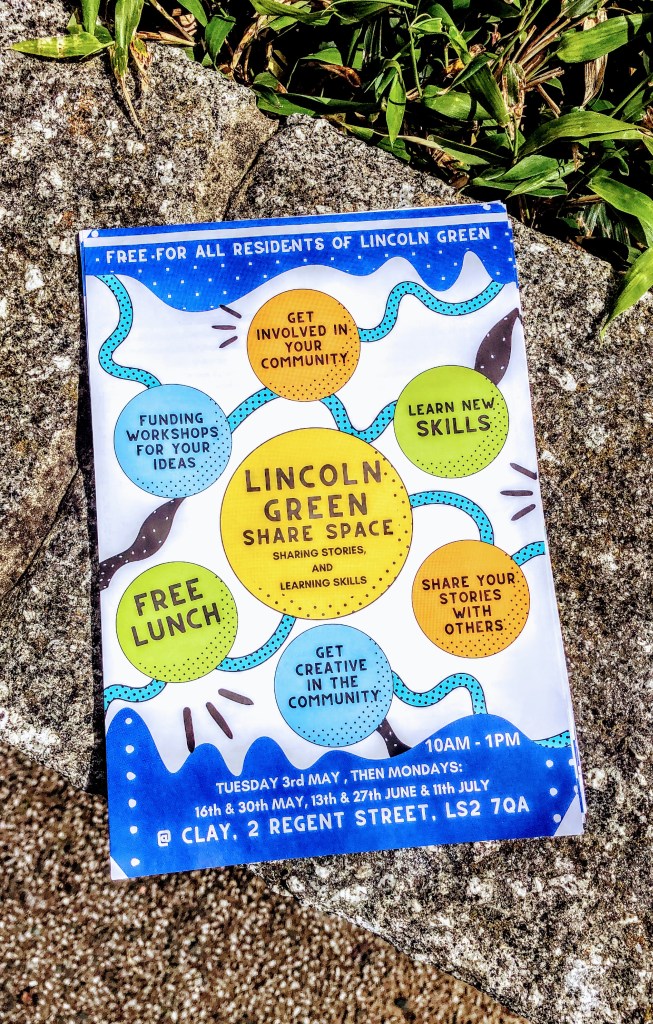 FREE FOR ALL RESIDENTS OF LINCOLN GREEN
GET
INVOLVED IN
YOUR
COMMUNITY
FUNDING
WORKSHOPS
FOR YOUR
IDEAS
LEARN NEW
SKILLS
LINCOLN
GREEN
SHARE SPACE
SHARING STORIES,
AND
LEARNING SKILLS
FREE
LUNCH
SHARE YOUR
STORIES
WITH
OTHERS
GET
CREATIVE
IN THE
COMMUNITY
10AM - 1PM
TUESDAY 3rd MAY , THEN MONDAYS:
16th & 30th MAY, 13th & 27th JUNE & 11th JULY
@ CLAY, 2 REGENT STREET, LS2 7QA